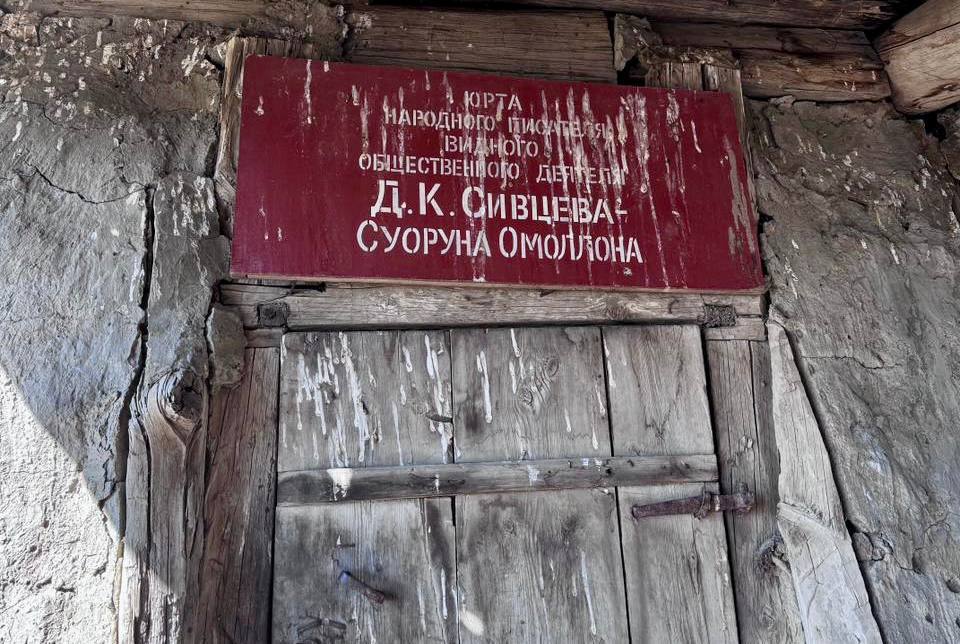 ЮРТА
НАРОДНОГО ПИСАТЕЛЯ,
ВИДНОГО
ОБЩЕСТВЕННОГО ДЕЯТЕЛЯ
Д.К. СИВЦЕВА-
СУОРУНА ОМОЛЛОНА